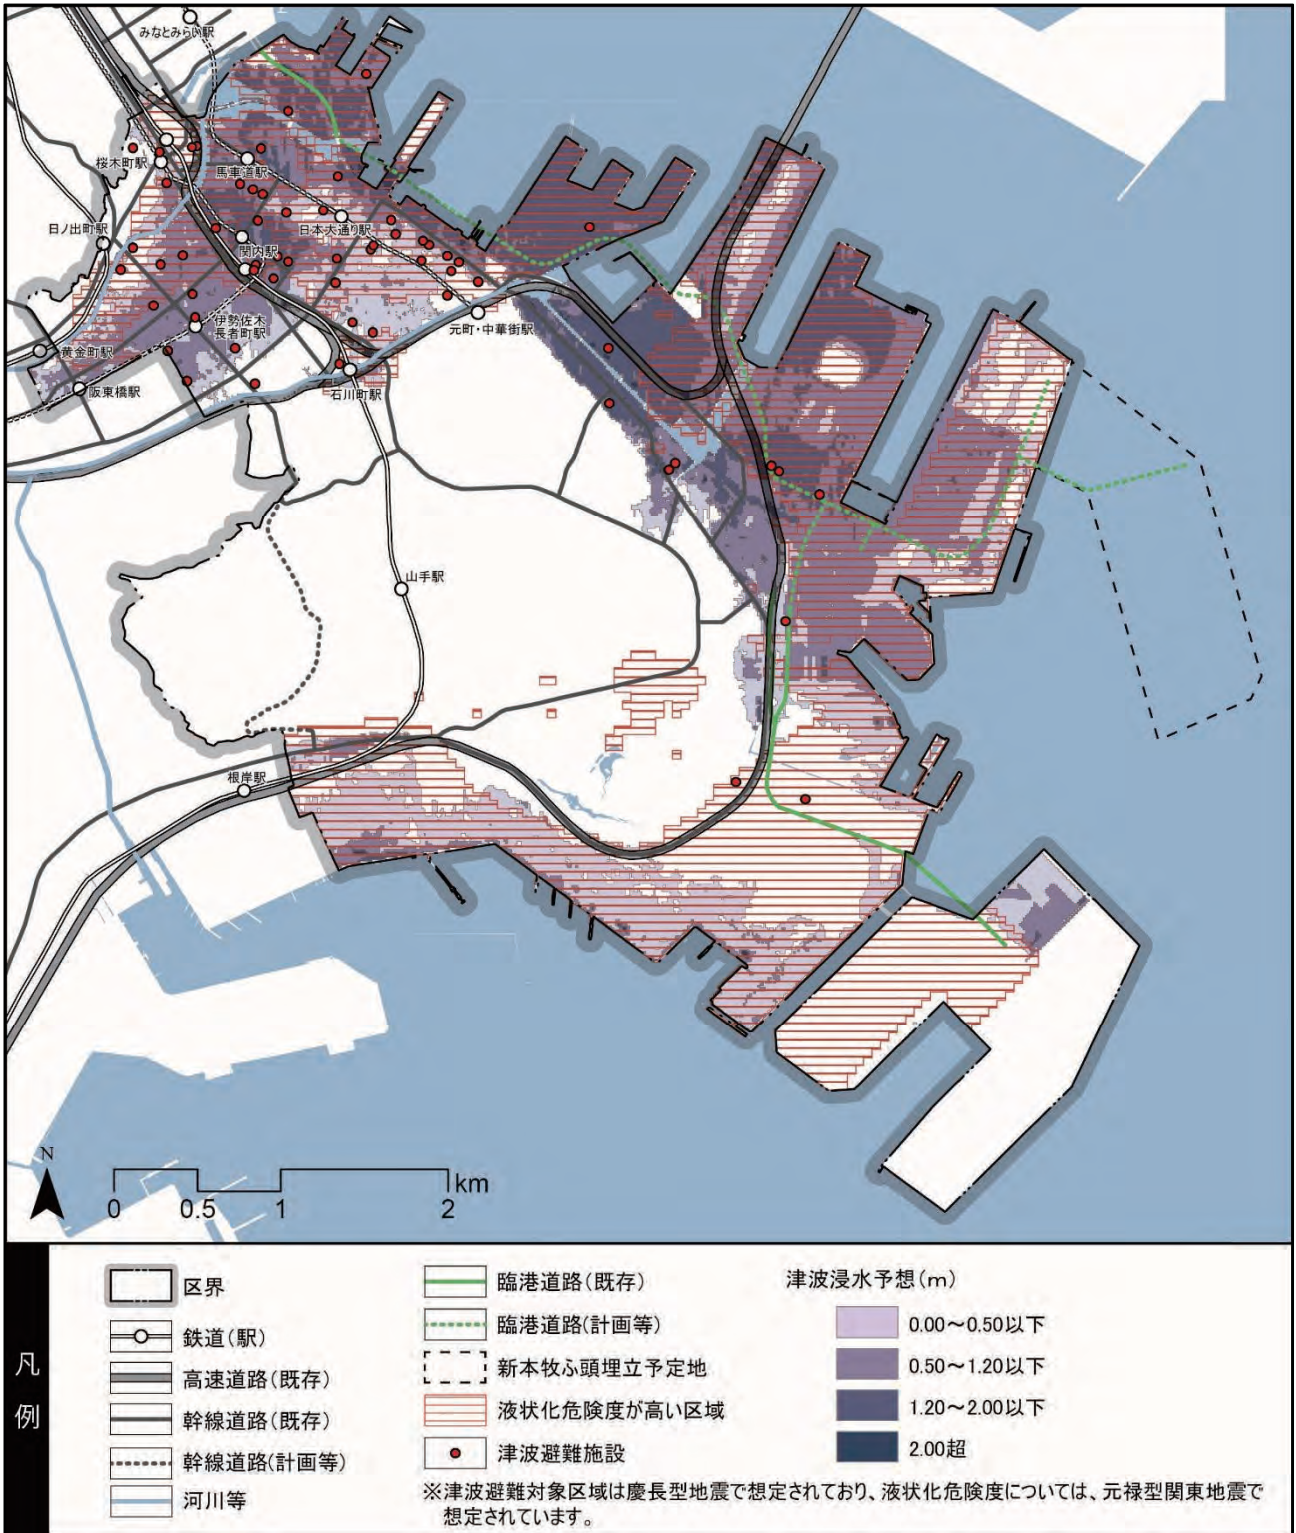 みなとみらい駅
桜木町駅
馬車道駅
日ノ出町駅
日本大通り駅
関内駅
伊勢佐木
長者町駅
元町・中華街駅
黄金町駅
阪東橋駅
石川町駅
山手駅
根岸駅
N
0 0.5 1 2 km
凡例
区界
鉄道(駅)
高速道路(既存)
幹線道路(既存)
幹線道路(計画等)
河川等
臨港道路(既存)
臨港道路(計画等)
新本牧ふ頭埋立予定地
液状化危険度が高い区域
津波避難施設
津波浸水予想(m)
0.00～0.50以下
0.50～1.20以下
1.20～2.00以下
2.00超
※津波避難対象区域は慶長型地震で想定されており、液状化危険度については、元禄型関東地震で
想定されています。